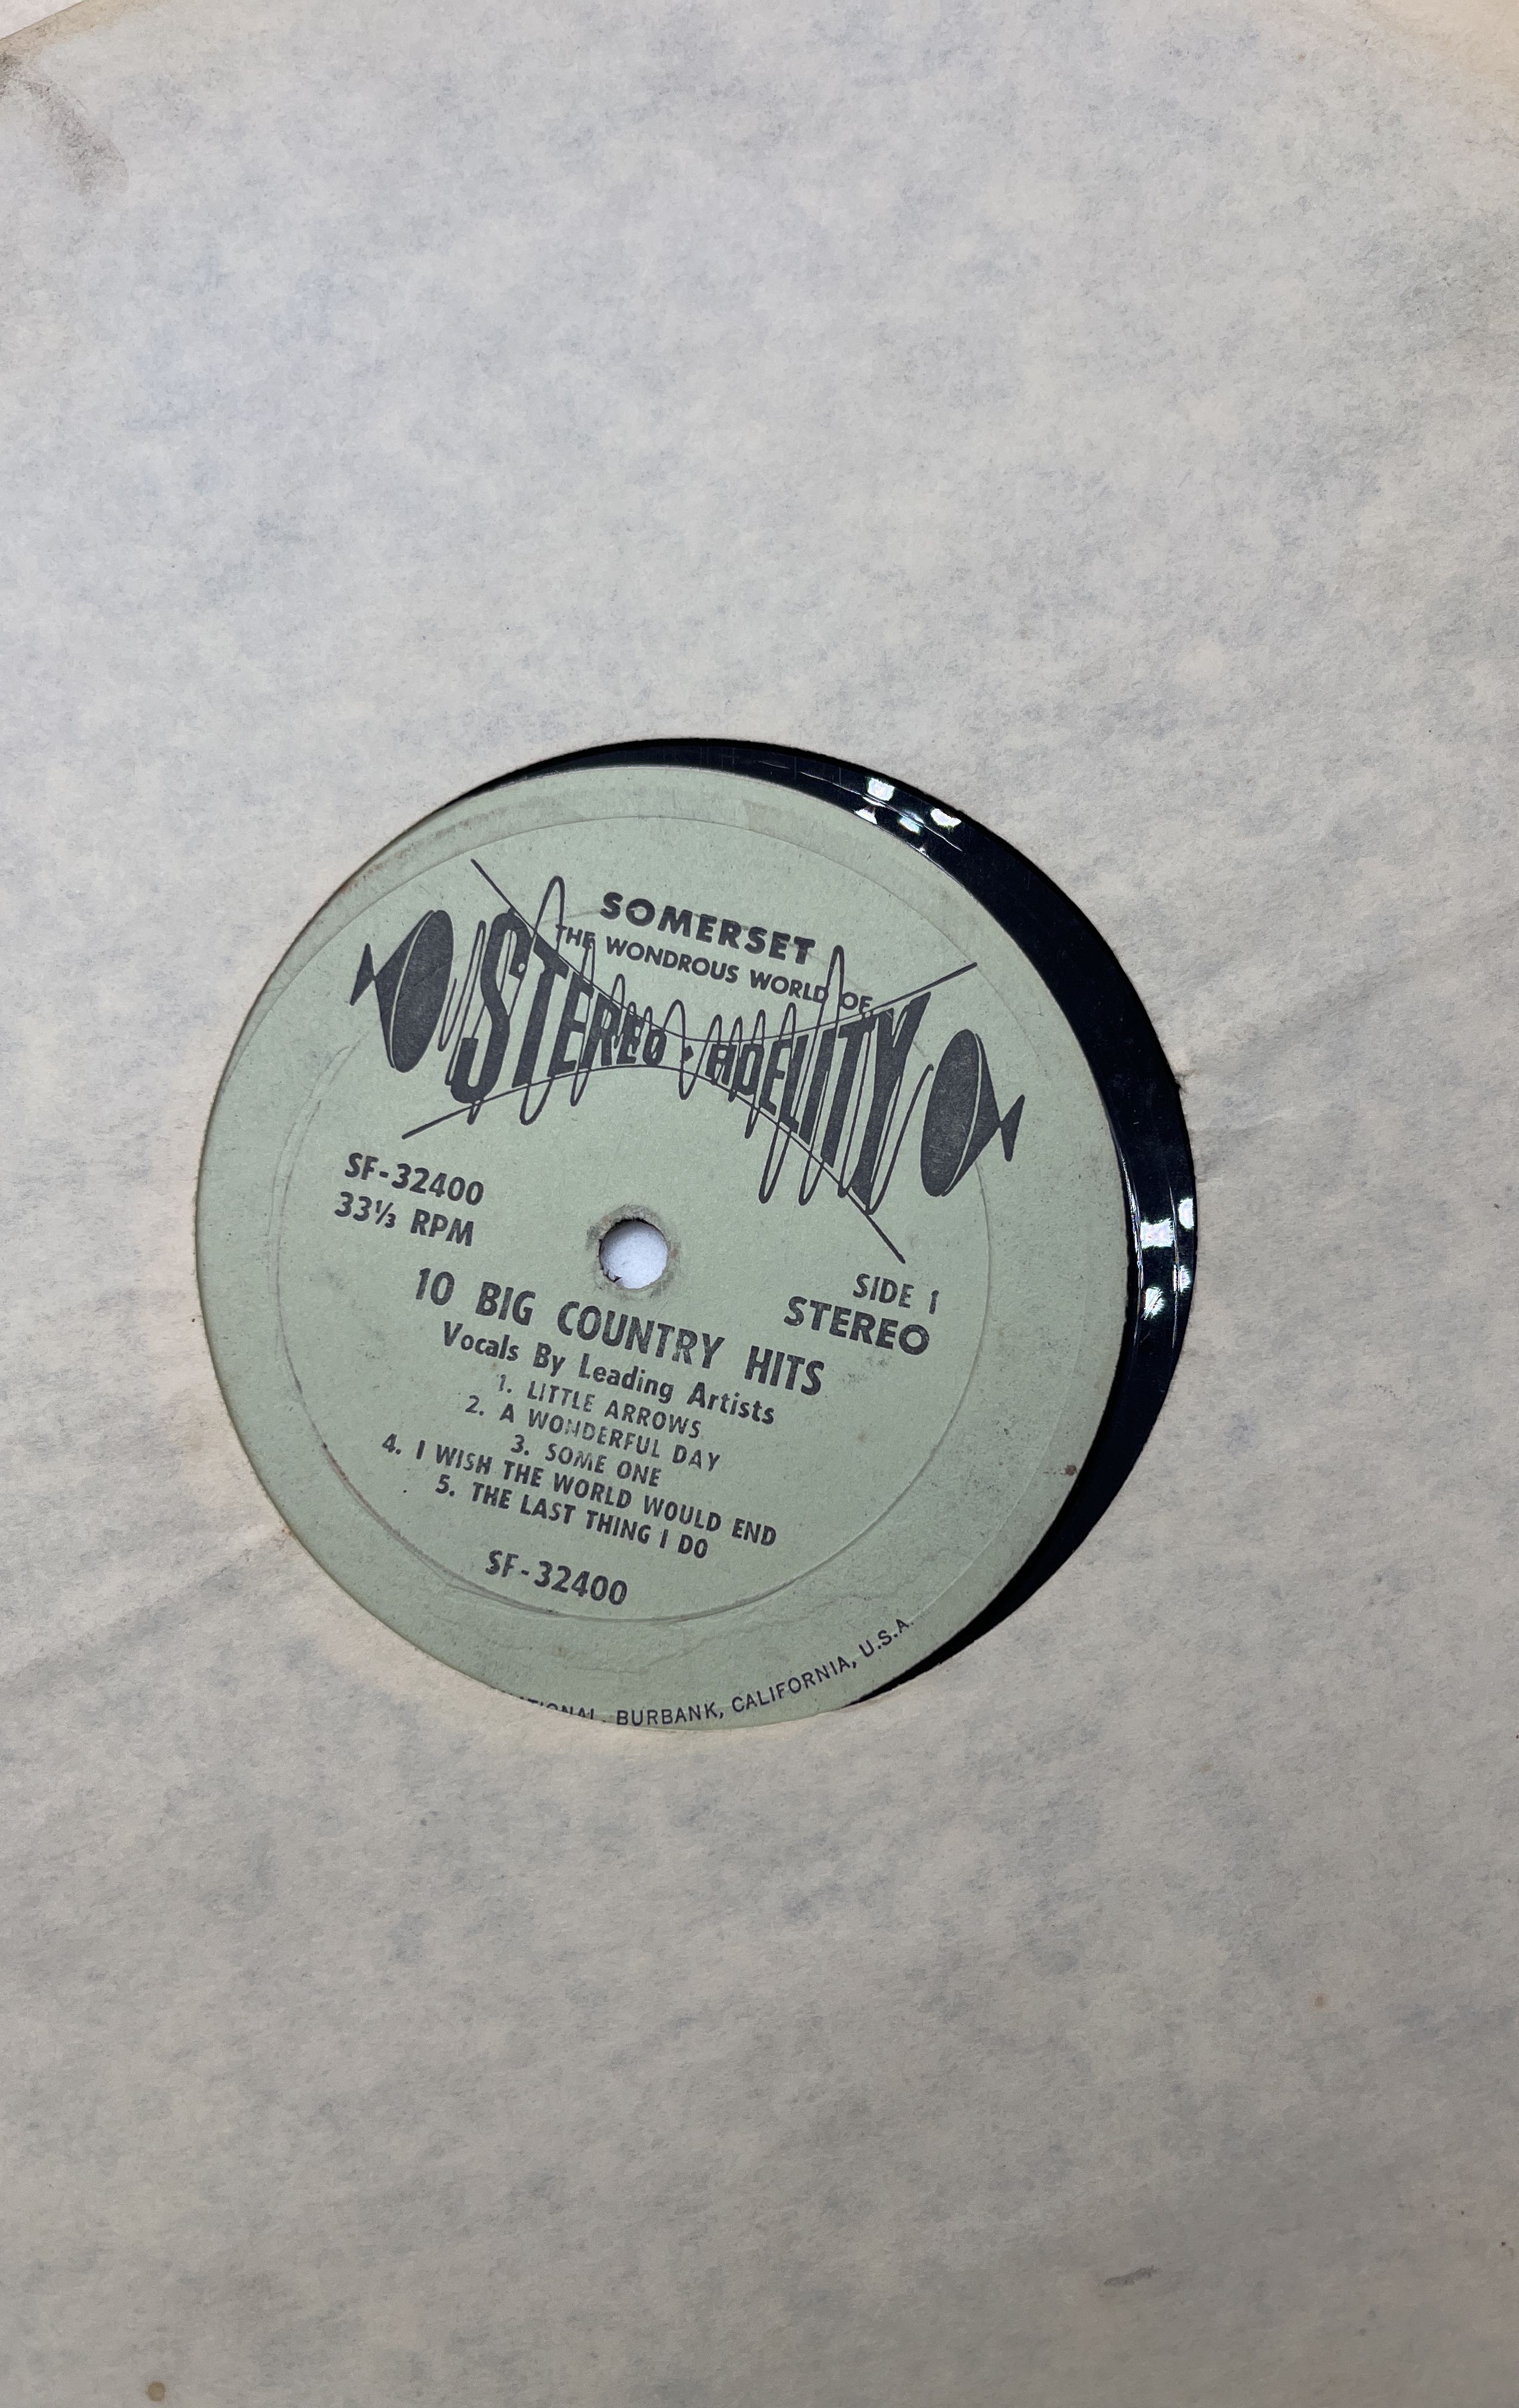 SOMERSET
THE WONDROUS WORLD OF
STEREO • FIDELITY
SF-32400
33⅓ RPM
SIDE 1
STEREO
10 BIG COUNTRY HITS
Vocals By Leading Artists
1. LITTLE ARROWS
2. A WONDERFUL DAY
3. SOME ONE
4. I WISH THE WORLD WOULD END
5. THE LAST THING I DO
SF-32400
BURBANK, CALIFORNIA, U.S.A.